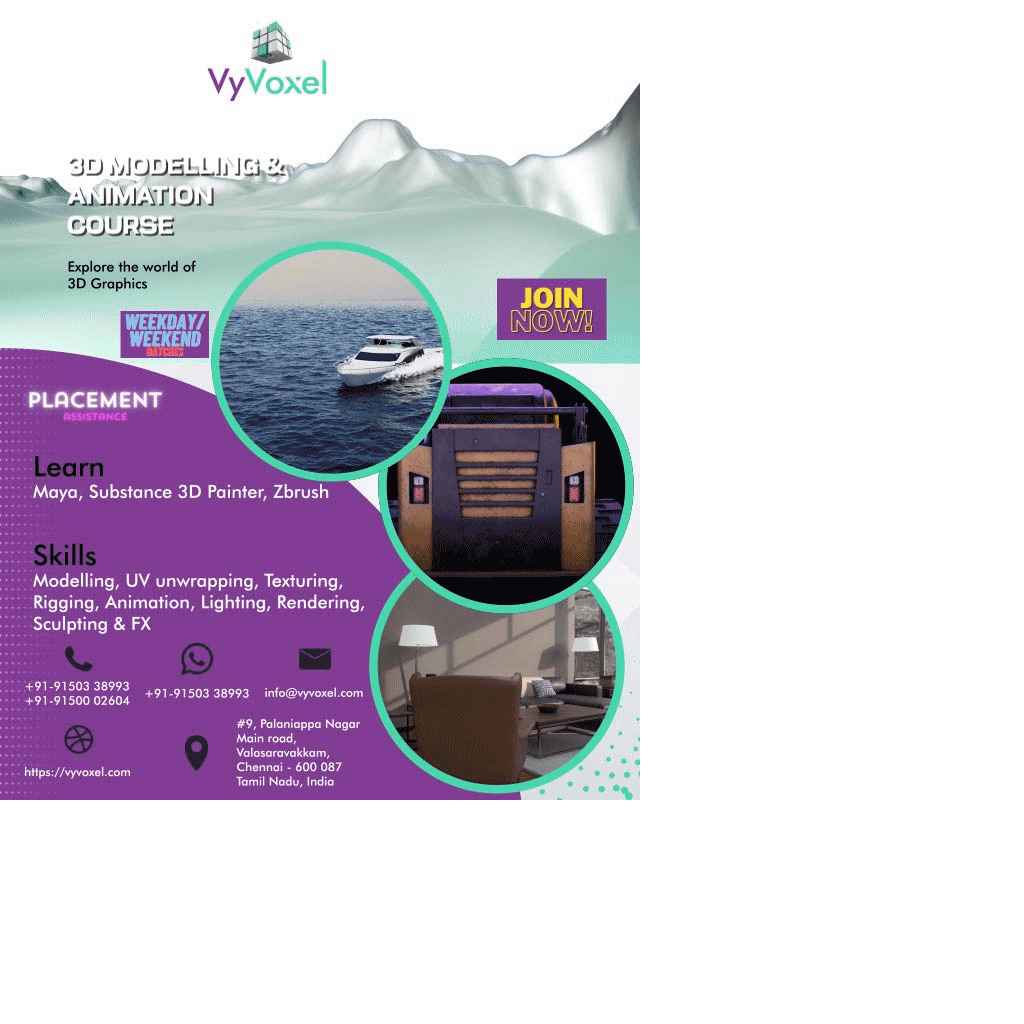 VyVoxel
3D MODELLING &
ANIMATION
COURSE
Explore the world of
3D Graphics
WEEKDAY/
WEEKEND
BATCHES
JOIN
NOW!
PLACEMENT
ASSISTANCE
Learn
Maya, Substance 3D Painter, Zbrush
Skills
Modelling, UV unwrapping, Texturing,
Rigging, Animation, Lighting, Rendering,
Sculpting & FX
+91-91503 38993
+91-91500 02604
+91-91503 38993
info@vyvoxel.com
https://vyvoxel.com
#9, Palaniappa Nagar
Main road,
Valasaravakkam,
Chennai - 600 087
Tamil Nadu, India